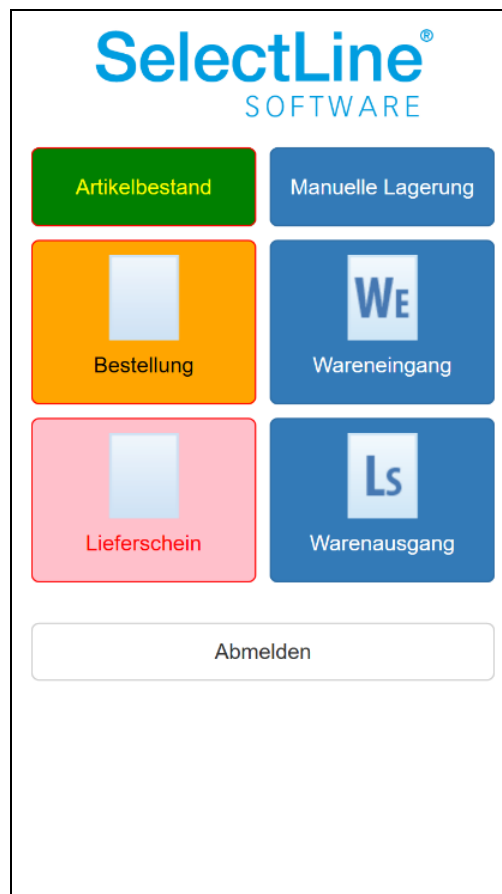 SelectLine®
SOFTWARE
Artikelbestand
Manuelle Lagerung
Bestellung
WE
Wareneingang
Lieferschein
Ls
Warenausgang
Abmelden